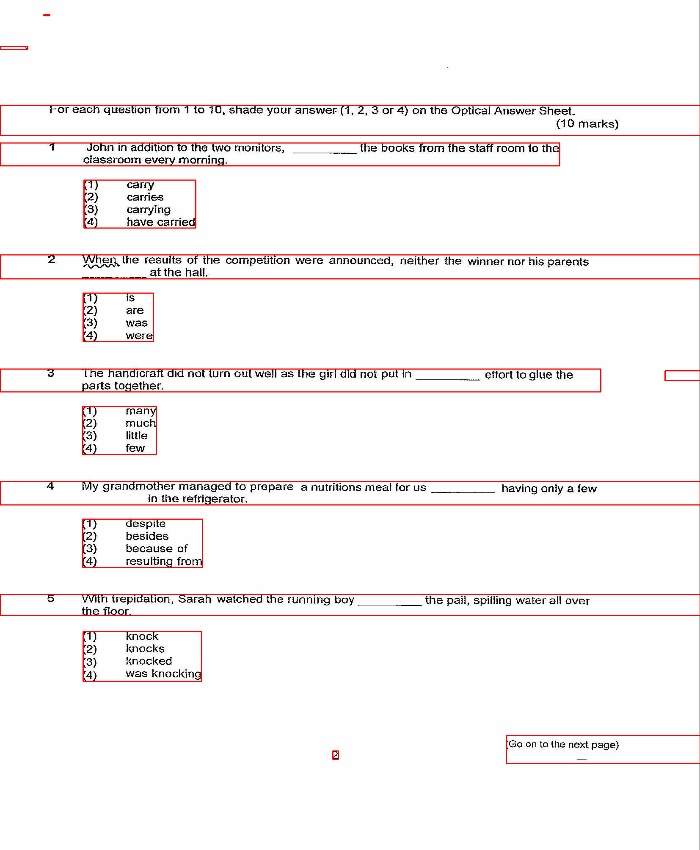 For each question from 1 to 10, shade your answer (1, 2, 3 or 4) on the Optical Answer Sheet.
(10 marks)
1 John in addition to the two monitors, __________ the books from the staff room to the
classroom every morning.
(1) carry
(2) carries
(3) carrying
(4) have carried
2 When the results of the competition were announced, neither the winner nor his parents
__________ at the hall.
(1) is
(2) are
(3) was
(4) were
3 The handicraft did not turn out well as the girl did not put in __________ effort to glue the
parts together.
(1) many
(2) much
(3) little
(4) few
4 My grandmother managed to prepare a nutritions meal for us __________ having only a few
in the refrigerator.
(1) despite
(2) besides
(3) because of
(4) resulting from
5 With trepidation, Sarah watched the running boy __________ the pail, spilling water all over
the floor.
(1) knock
(2) knocks
(3) knocked
(4) was knocking
(Go on to the next page)
2